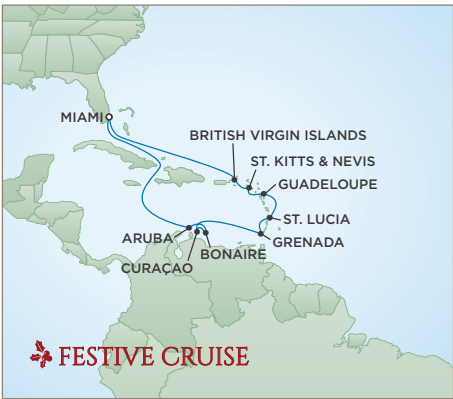 MIAMI
BRITISH VIRGIN ISLANDS
ST. KITTS & NEVIS
GUADELOUPE
ST. LUCIA
GRENADA
ARUBA
BONAIRE
CURAÇAO
FESTIVE CRUISE